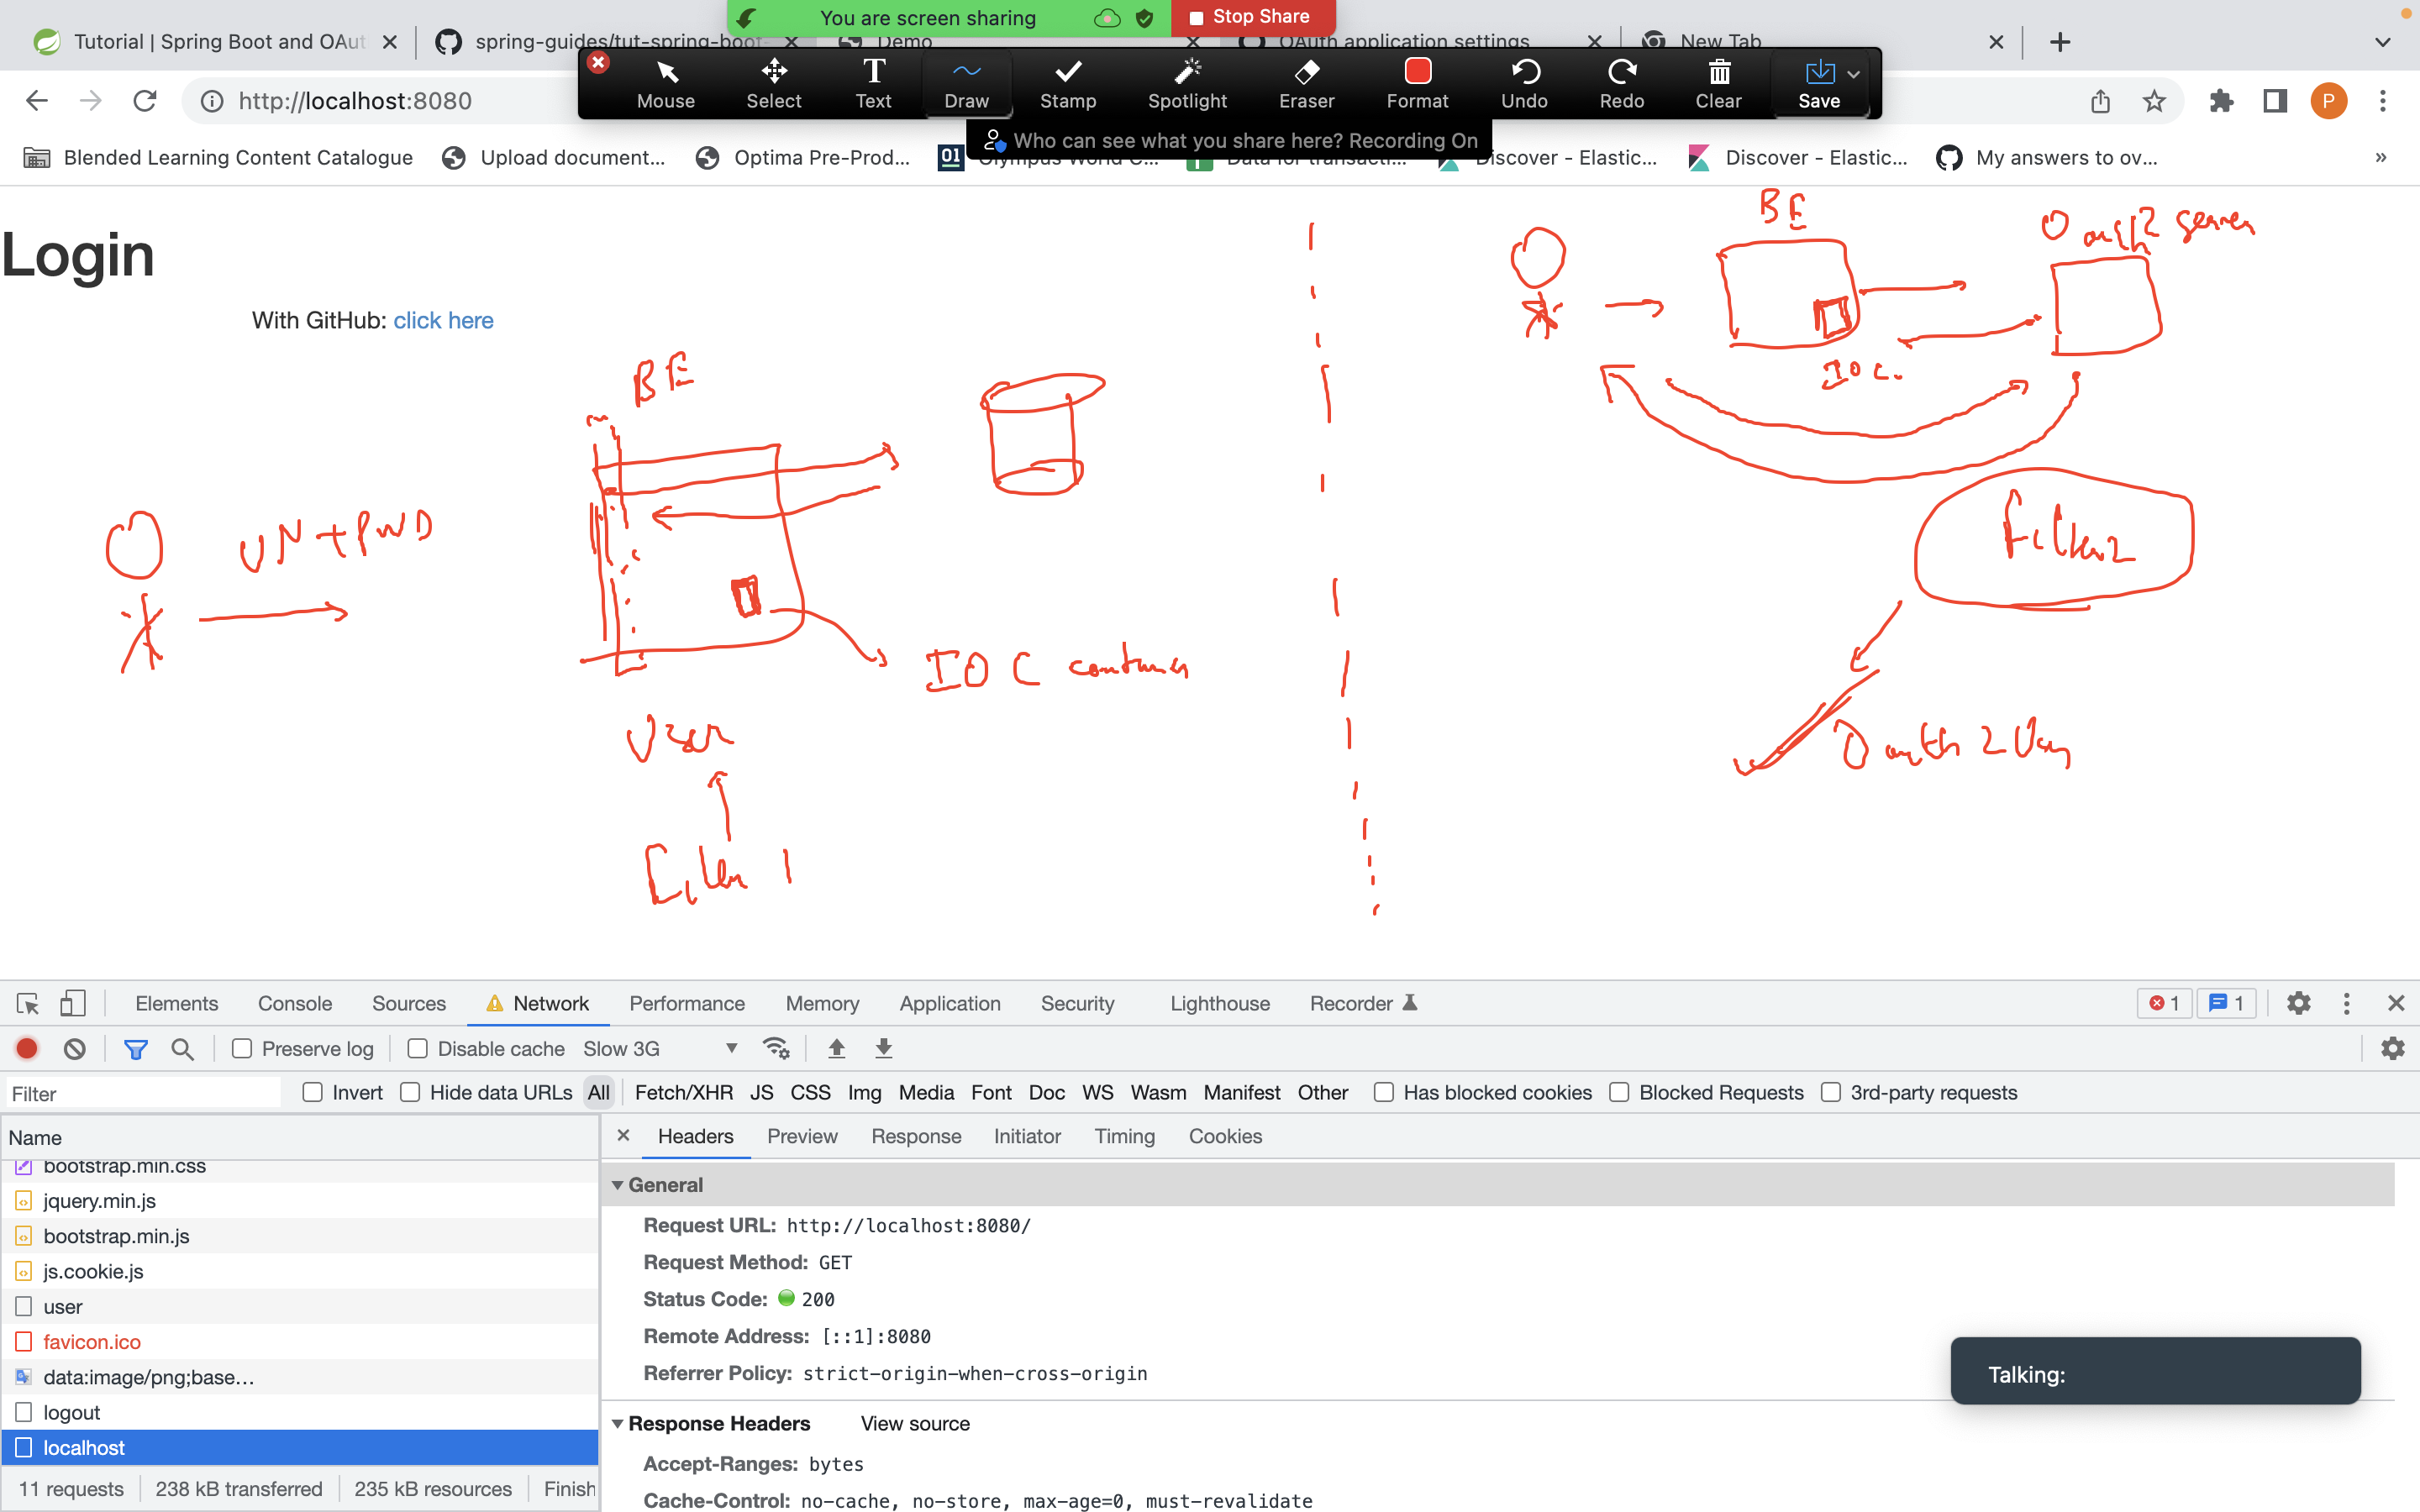 You are screen sharing
Stop Share
Tutorial | Spring Boot and OAut
spring-guides/tut-spring-boot-
Demo
OAuth application settings
New Tab
Mouse
Select
Text
Draw
Stamp
Spotlight
Eraser
Format
Undo
Redo
Clear
Save
http://localhost:8080
P
Who can see what you share here? Recording On
Blended Learning Content Catalogue
Upload document...
Optima Pre-Prod...
Olympus World C...
Data for transacti...
Discover - Elastic...
Discover - Elastic...
My answers to ov...
»
Login
With GitHub: click here
BE
UN+PWD
IOC
User
1
BE
Oauth2 server
IOC.
Filter2
Oauth 2
Elements
Console
Sources
Network
Performance
Memory
Application
Security
Lighthouse
Recorder
1
1
Preserve log
Disable cache
Slow 3G
Filter
Invert
Hide data URLs
All
Fetch/XHR
JS
CSS
Img
Media
Font
Doc
WS
Wasm
Manifest
Other
Has blocked cookies
Blocked Requests
3rd-party requests
Name
bootstrap.min.css
jquery.min.js
bootstrap.min.js
js.cookie.js
user
favicon.ico
data:image/png;base...
logout
localhost
11 requests
238 kB transferred
235 kB resources
Finish
Headers
Preview
Response
Initiator
Timing
Cookies
General
Request URL: http://localhost:8080/
Request Method: GET
Status Code: 200
Remote Address: [::1]:8080
Referrer Policy: strict-origin-when-cross-origin
Response Headers
View source
Accept-Ranges: bytes
Cache-Control: no-cache, no-store, max-age=0, must-revalidate
Talking: